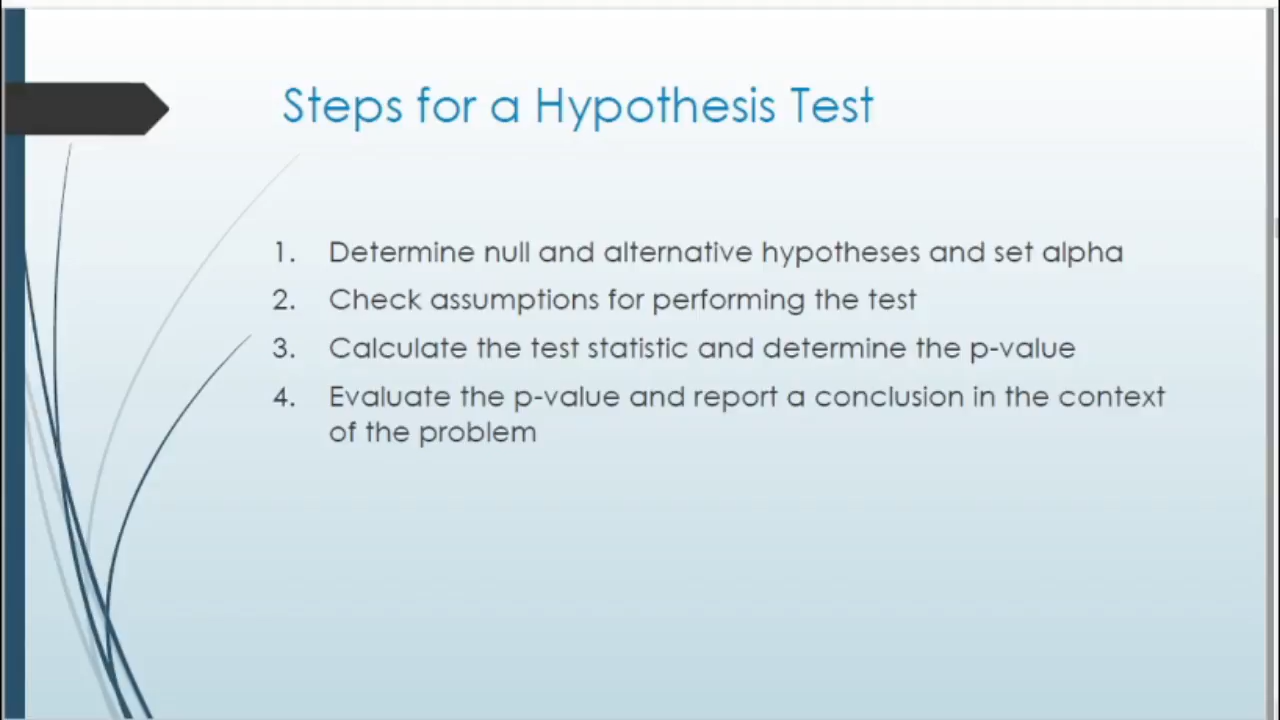 Steps for a Hypothesis Test
1. Determine null and alternative hypotheses and set alpha
2. Check assumptions for performing the test
3. Calculate the test statistic and determine the p-value
4. Evaluate the p-value and report a conclusion in the context
of the problem